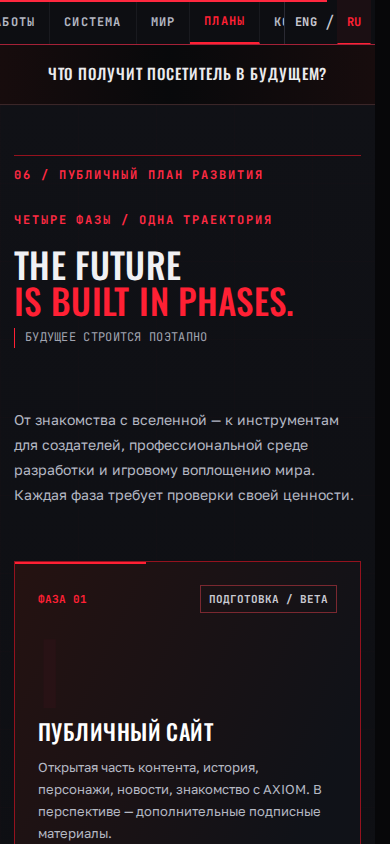 АБОТЫ СИСТЕМА МИР ПЛАНЫ ENG / RU
ЧТО ПОЛУЧИТ ПОСЕТИТЕЛЬ В БУДУЩЕМ?
06 / ПУБЛИЧНЫЙ ПЛАН РАЗВИТИЯ
ЧЕТЫРЕ ФАЗЫ / ОДНА ТРАЕКТОРИЯ
THE FUTURE
IS BUILT IN PHASES.
БУДУЩЕЕ СТРОИТСЯ ПОЭТАПНО
От знакомства с вселенной — к инструментам
для создателей, профессиональной среде
разработки и игровому воплощению мира.
Каждая фаза требует проверки своей ценности.
ФАЗА 01
ПОДГОТОВКА / BETA
ПУБЛИЧНЫЙ САЙТ
Открытая часть контента, история,
персонажи, новости, знакомство с AXIOM. В
перспективе — дополнительные подписные
материалы.